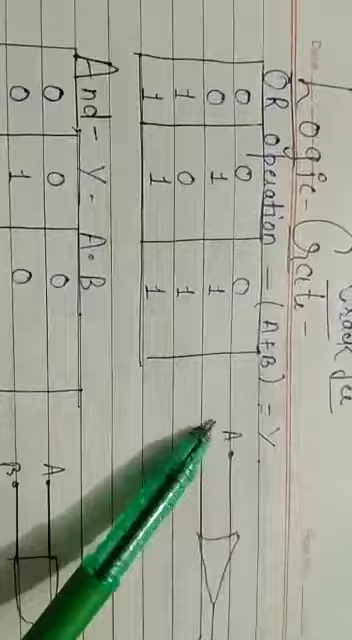 Logic-Gate-
OR operation - (A+B) = Y
0 0 0
0 1 1
1 0 1
1 1 1
A
And - Y - A·B
0 0 0
0 1 0
A
B